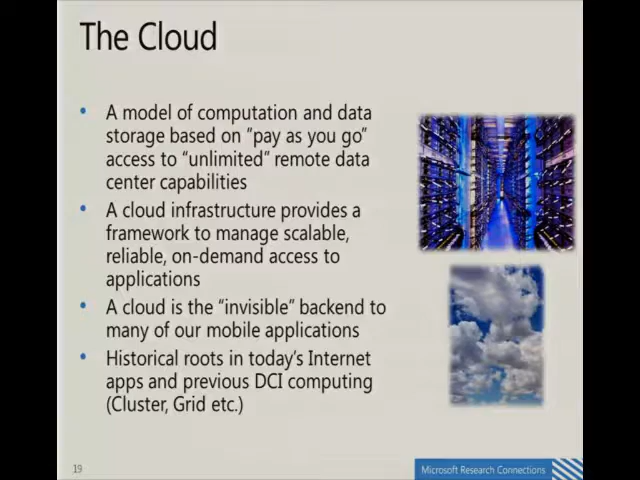 The Cloud
• A model of computation and data
storage based on "pay as you go"
access to "unlimited" remote data
center capabilities
• A cloud infrastructure provides a
framework to manage scalable,
reliable, on-demand access to
applications
• A cloud is the "invisible" backend to
many of our mobile applications
• Historical roots in today's Internet
apps and previous DCI computing
(Cluster, Grid etc.)
19
Microsoft Research Connections